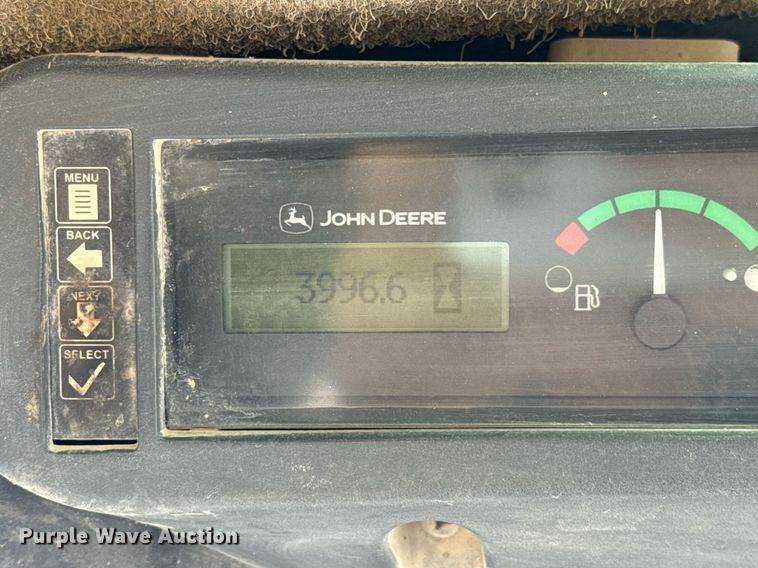 MENU
BACK
NEXT
SELECT
JOHN DEERE
3996.6
Purple Wave Auction